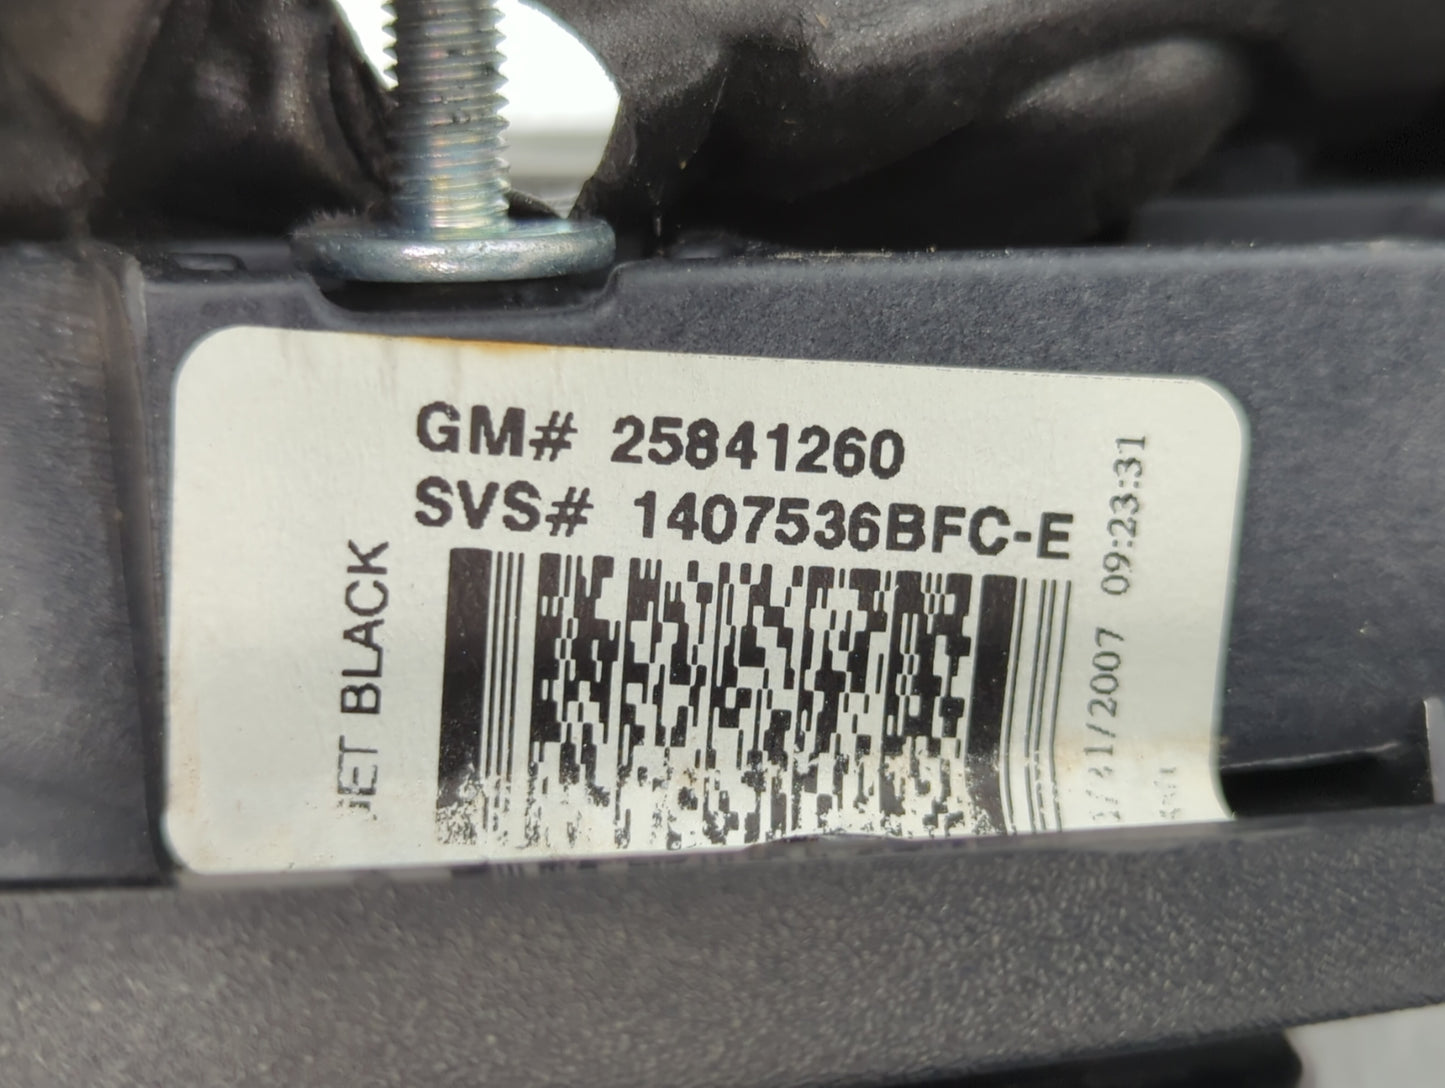 GM# 25841260
SVS# 1407536BFC-E
JET BLACK
09:23:31